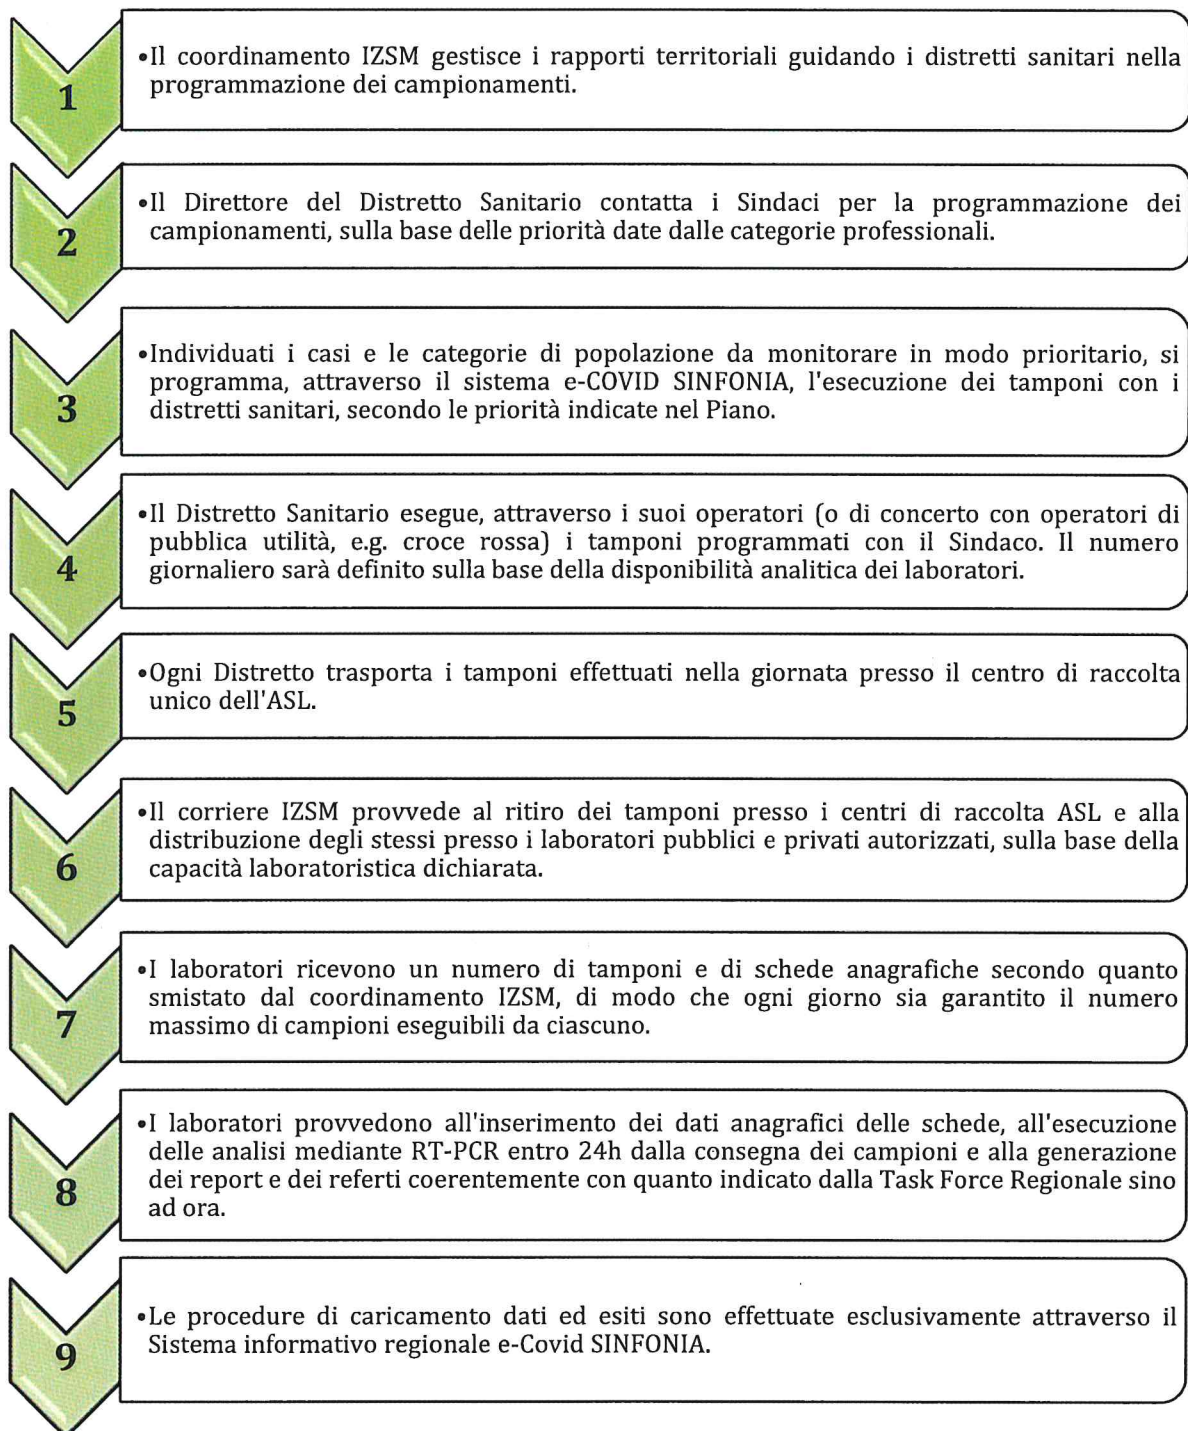 1
•Il coordinamento IZSM gestisce i rapporti territoriali guidando i distretti sanitari nella
programmazione dei campionamenti.
2
•Il Direttore del Distretto Sanitario contatta i Sindaci per la programmazione dei
campionamenti, sulla base delle priorità date dalle categorie professionali.
3
•Individuati i casi e le categorie di popolazione da monitorare in modo prioritario, si
programma, attraverso il sistema e-COVID SINFONIA, l'esecuzione dei tamponi con i
distretti sanitari, secondo le priorità indicate nel Piano.
4
•Il Distretto Sanitario esegue, attraverso i suoi operatori (o di concerto con operatori di
pubblica utilità, e.g. croce rossa) i tamponi programmati con il Sindaco. Il numero
giornaliero sarà definito sulla base della disponibilità analitica dei laboratori.
5
•Ogni Distretto trasporta i tamponi effettuati nella giornata presso il centro di raccolta
unico dell'ASL.
6
•Il corriere IZSM provvede al ritiro dei tamponi presso i centri di raccolta ASL e alla
distribuzione degli stessi presso i laboratori pubblici e privati autorizzati, sulla base della
capacità laboratoristica dichiarata.
7
•I laboratori ricevono un numero di tamponi e di schede anagrafiche secondo quanto
smistato dal coordinamento IZSM, di modo che ogni giorno sia garantito il numero
massimo di campioni eseguibili da ciascuno.
8
•I laboratori provvedono all'inserimento dei dati anagrafici delle schede, all'esecuzione
delle analisi mediante RT-PCR entro 24h dalla consegna dei campioni e alla generazione
dei report e dei referti coerentemente con quanto indicato dalla Task Force Regionale sino
ad ora.
9
•Le procedure di caricamento dati ed esiti sono effettuate esclusivamente attraverso il
Sistema informativo regionale e-Covid SINFONIA.